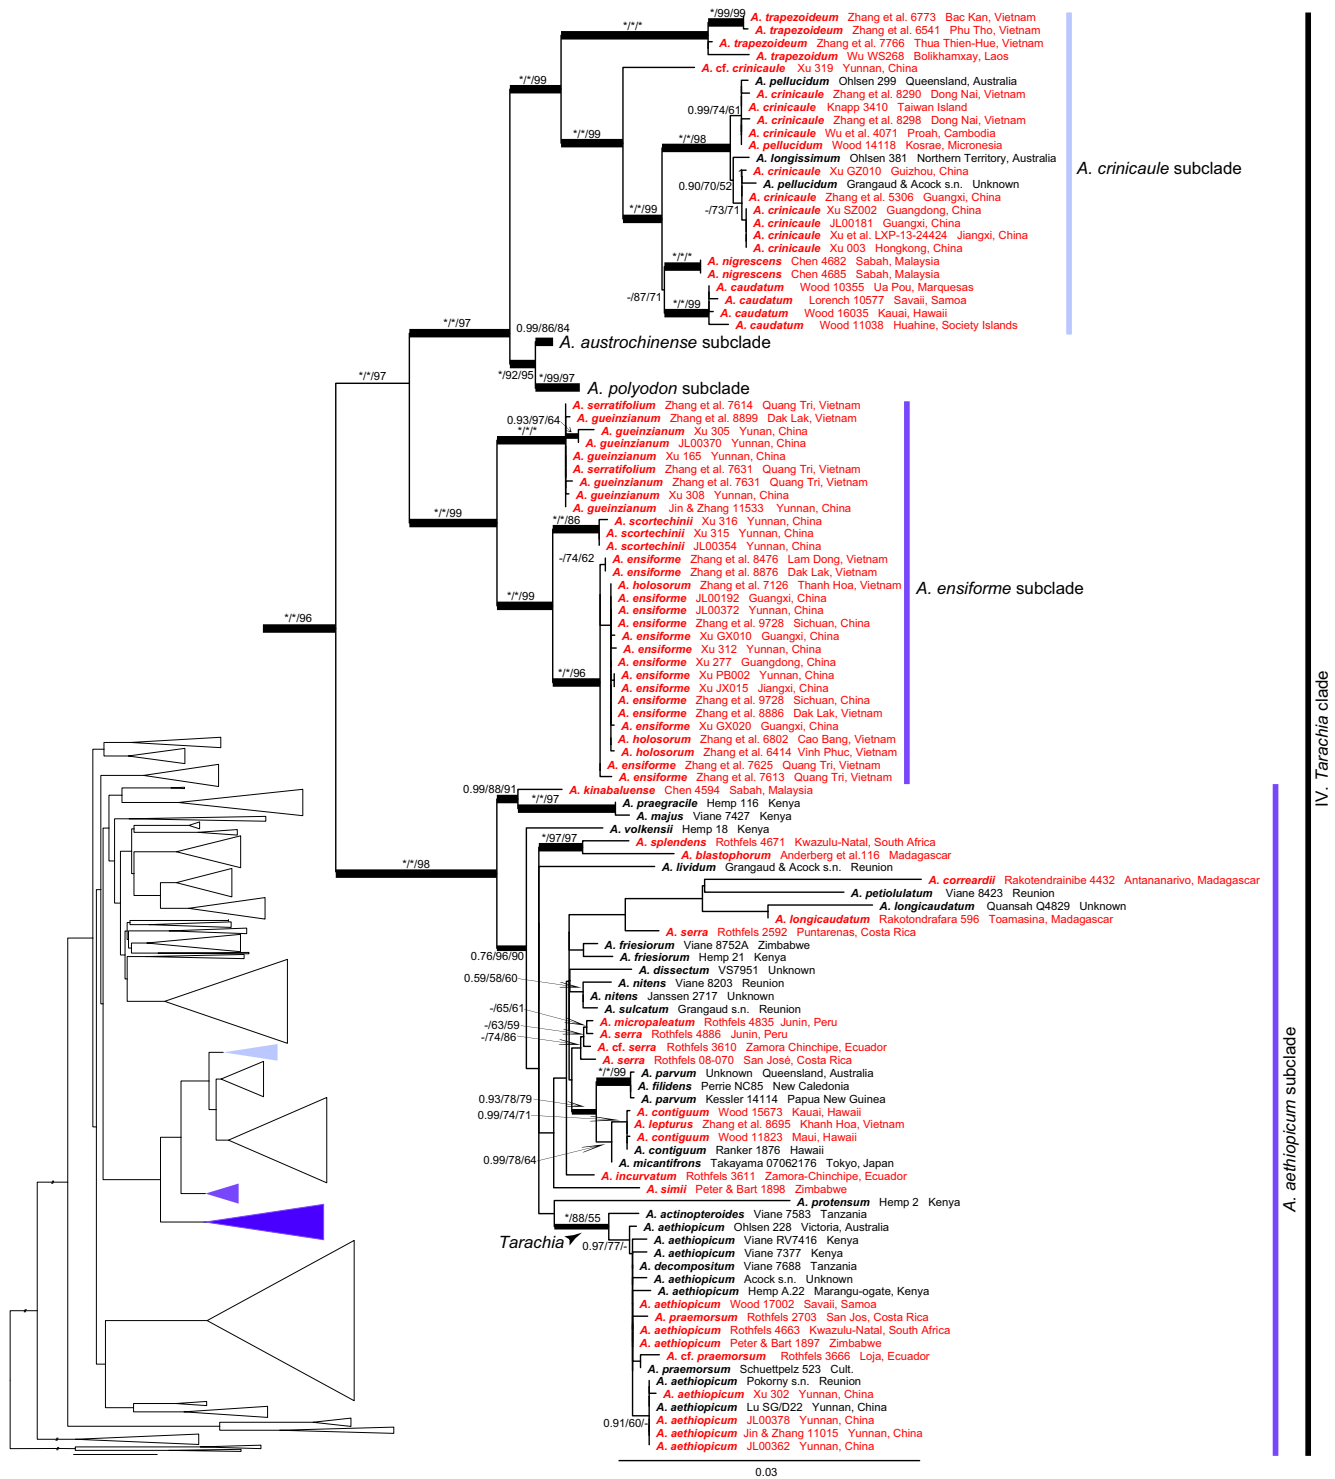 */99/99
A. trapezoideum Zhang et al. 6773 Bac Kan, Vietnam
A. trapezoideum Zhang et al. 6541 Phu Tho, Vietnam
*/*/*
A. trapezoideum Zhang et al. 7766 Thua Thien-Hue, Vietnam
A. trapezoidum Wu WS268 Bolikhamxay, Laos
A. cf. crinicaule Xu 319 Yunnan, China
*/*/99
A. pellucidum Ohlsen 299 Queensland, Australia
A. crinicaule Zhang et al. 8290 Dong Nai, Vietnam
0.99/74/61
A. crinicaule Knapp 3410 Taiwan Island
A. crinicaule Zhang et al. 8298 Dong Nai, Vietnam
*/*/99
*/*/98
A. crinicaule Wu et al. 4071 Proah, Cambodia
A. pellucidum Wood 14118 Kosrae, Micronesia
A. longissimum Ohlsen 381 Northern Territory, Australia
A. crinicaule subclade
A. crinicaule Xu GZ010 Guizhou, China
0.90/70/52
A. pellucidum Grangaud & Acock s.n. Unknown
A. crinicaule Zhang et al. 5306 Guangxi, China
*/*/99
-/73/71
A. crinicaule Xu SZ002 Guangdong, China
A. crinicaule JL00181 Guangxi, China
A. crinicaule Xu et al. LXP-13-24424 Jiangxi, China
A. crinicaule Xu 003 Hongkong, China
*/*/*
A. nigrescens Chen 4682 Sabah, Malaysia
A. nigrescens Chen 4685 Sabah, Malaysia
-/87/71
A. caudatum Wood 10355 Ua Pou, Marquesas
*/*/99
A. caudatum Lorench 10577 Savaii, Samoa
A. caudatum Wood 16035 Kauai, Hawaii
A. caudatum Wood 11038 Huahine, Society Islands
*/*/97
0.99/86/84
A. austrochinense subclade
*/*/97
*/92/95
*/99/97
A. polyodon subclade
A. serratifolium Zhang et al. 7614 Quang Tri, Vietnam
0.93/97/64
A. gueinzianum Zhang et al. 8899 Dak Lak, Vietnam
*/*/*
A. gueinzianum Xu 305 Yunan, China
A. gueinzianum JL00370 Yunnan, China
A. gueinzianum Xu 165 Yunnan, China
A. serratifolium Zhang et al. 7631 Quang Tri, Vietnam
A. gueinzianum Zhang et al. 7631 Quang Tri, Vietnam
A. gueinzianum Xu 308 Yunnan, China
A. gueinzianum Jin & Zhang 11533 Yunnan, China
*/*/99
*/*/86
A. scortechinii Xu 316 Yunnan, China
A. scortechinii Xu 315 Yunnan, China
A. scortechinii JL00354 Yunnan, China
-/74/62
A. ensiforme Zhang et al. 8476 Lam Dong, Vietnam
A. ensiforme Zhang et al. 8876 Dak Lak, Vietnam
A. holosorum Zhang et al. 7126 Thanh Hoa, Vietnam
A. ensiforme subclade
*/*/99
A. ensiforme JL00192 Guangxi, China
A. ensiforme JL00372 Yunnan, China
*/*/96
A. ensiforme Zhang et al. 9728 Sichuan, China
A. ensiforme Xu GX010 Guangxi, China
A. ensiforme Xu 312 Yunnan, China
A. ensiforme Xu 277 Guangdong, China
*/*/96
A. ensiforme Xu PB002 Yunnan, China
A. ensiforme Xu JX015 Jiangxi, China
A. ensiforme Zhang et al. 9728 Sichuan, China
A. ensiforme Zhang et al. 8886 Dak Lak, Vietnam
A. ensiforme Xu GX020 Guangxi, China
A. holosorum Zhang et al. 6802 Cao Bang, Vietnam
A. holosorum Zhang et al. 6414 Vinh Phuc, Vietnam
A. ensiforme Zhang et al. 7625 Quang Tri, Vietnam
A. ensiforme Zhang et al. 7613 Quang Tri, Vietnam
IV. Tarachia clade
0.99/88/91
A. kinabaluense Chen 4594 Sabah, Malaysia
*/*/97
A. praegracile Hemp 116 Kenya
A. majus Viane 7427 Kenya
A. volkensii Hemp 18 Kenya
*/97/97
A. splendens Rothfels 4671 Kwazulu-Natal, South Africa
A. blastophorum Anderberg et al.116 Madagascar
*/*/98
A. lividum Grangaud & Acock s.n. Reunion
A. correardii Rakotondrainibe 4432 Antananarivo, Madagascar
A. petiolulatum Viane 8423 Reunion
A. longicaudatum Quansah Q4829 Unknown
A. longicaudatum Rakotondrafara 596 Toamasina, Madagascar
A. serra Rothfels 2592 Puntarenas, Costa Rica
A. friesiorum Viane 8752A Zimbabwe
0.76/96/90
A. friesiorum Hemp 21 Kenya
A. dissectum VS7951 Unknown
0.59/58/60
A. nitens Viane 8203 Reunion
A. nitens Janssen 2717 Unknown
-/65/61
A. sulcatum Grangaud s.n. Reunion
A. micropaleatum Rothfels 4835 Junin, Peru
-/63/59
A. serra Rothfels 4886 Junin, Peru
-/74/86
A. cf. serra Rothfels 3610 Zamora Chinchipe, Ecuador
A. serra Rothfels 08-070 San José, Costa Rica
*/*/99
A. parvum Unknown Queensland, Australia
A. filidens Perrie NC85 New Caledonia
0.93/78/79
A. parvum Kessler 14114 Papua New Guinea
0.99/74/71
A. contiguum Wood 15673 Kauai, Hawaii
A. lepturus Zhang et al. 8695 Khanh Hoa, Vietnam
A. contiguum Wood 11823 Maui, Hawaii
A. contiguum Ranker 1876 Hawaii
0.99/78/64
A. micantifrons Takayama 07062176 Tokyo, Japan
A. incurvatum Rothfels 3611 Zamora-Chinchipe, Ecuador
A. simii Peter & Bart 1898 Zimbabwe
A. aethiopicum subclade
A. protensum Hemp 2 Kenya
A. actinopteroides Viane 7583 Tanzania
*/88/55
A. aethiopicum Ohlsen 228 Victoria, Australia
Tarachia
0.97/77/-
A. aethiopicum Viane RV7416 Kenya
A. aethiopicum Viane 7377 Kenya
A. decompositum Viane 7688 Tanzania
A. aethiopicum Acock s.n. Unknown
A. aethiopicum Hemp A.22 Marangu-ogate, Kenya
A. aethiopicum Wood 17002 Savaii, Samoa
A. praemorsum Rothfels 2703 San Jos, Costa Rica
A. aethiopicum Rothfels 4663 Kwazulu-Natal, South Africa
A. aethiopicum Peter & Bart 1897 Zimbabwe
A. cf. praemorsum Rothfels 3666 Loja, Ecuador
A. praemorsum Schuettpelz 523 Cult.
A. aethiopicum Pokorny s.n. Reunion
A. aethiopicum Xu 302 Yunnan, China
A. aethiopicum Lu SG/D22 Yunnan, China
0.91/60/-
A. aethiopicum JL00378 Yunnan, China
A. aethiopicum Jin & Zhang 11015 Yunnan, China
A. aethiopicum JL00362 Yunnan, China
0.03